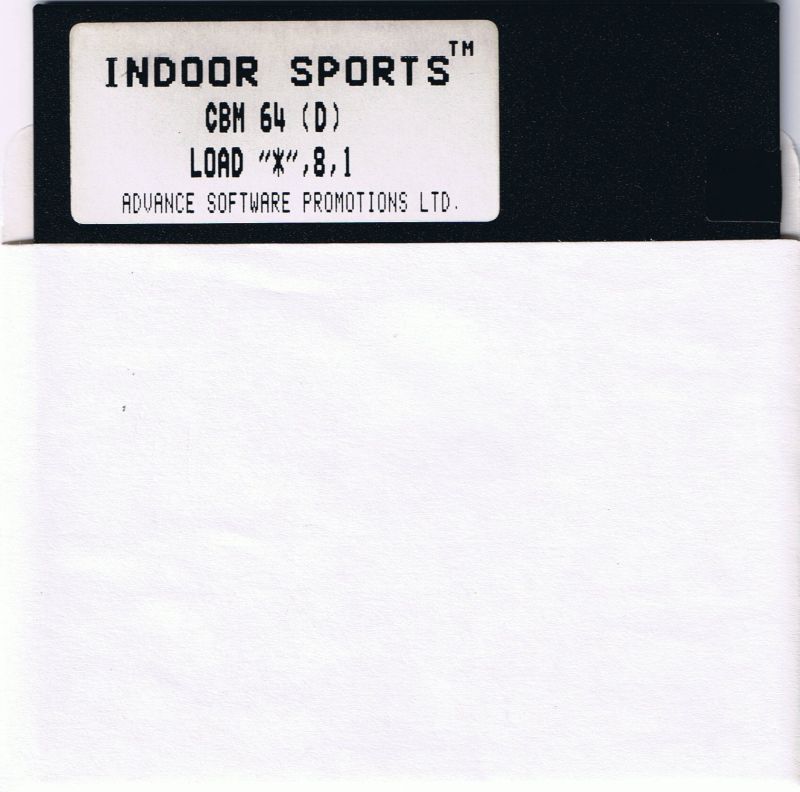 INDOOR SPORTS™
CBM 64 (D)
LOAD "*",8,1
ADVANCE SOFTWARE PROMOTIONS LTD.